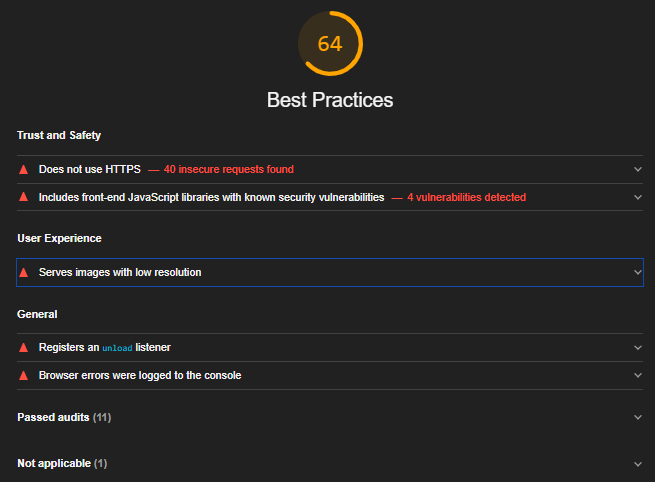 64
Best Practices
Trust and Safety
Does not use HTTPS — 40 insecure requests found
Includes front-end JavaScript libraries with known security vulnerabilities — 4 vulnerabilities detected
User Experience
Serves images with low resolution
General
Registers an unload listener
Browser errors were logged to the console
Passed audits (11)
Not applicable (1)